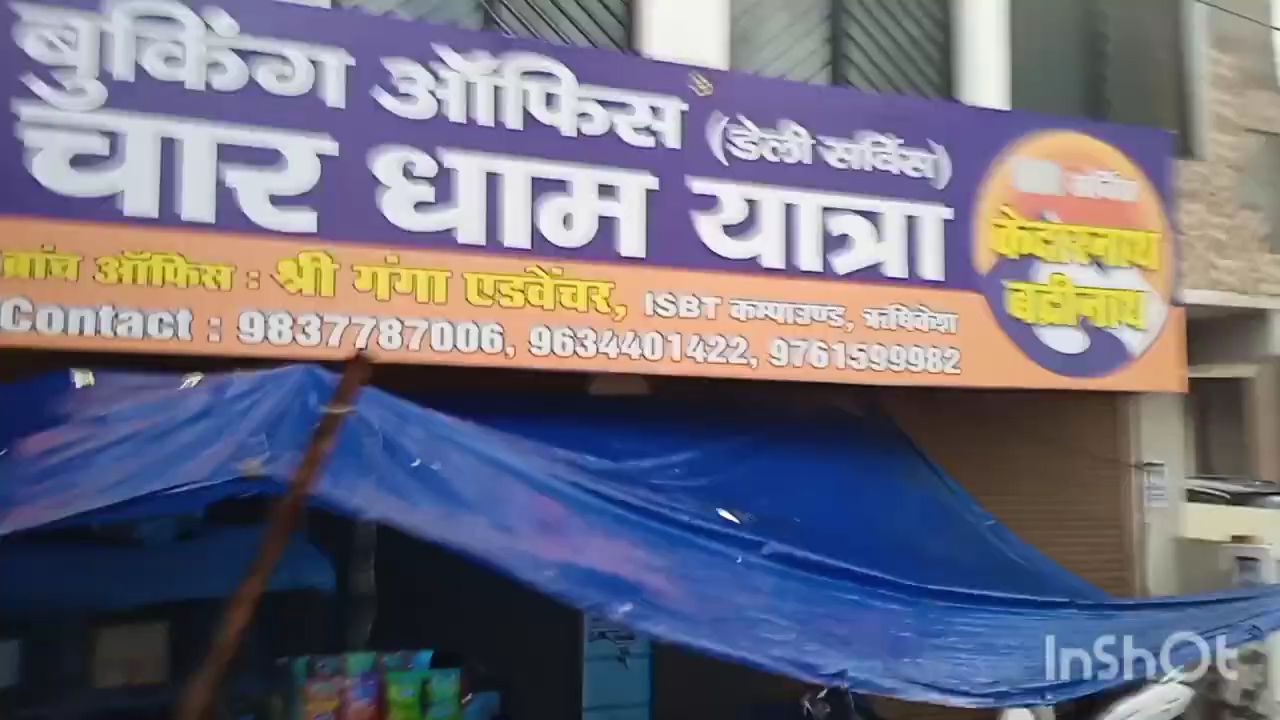 बुकिंग ऑफिस (डेली सर्विस)
चार धाम यात्रा
ब्रांच ऑफिस : श्री गंगा एडवेंचर, ISBT कम्पाउण्ड, ऋषिकेश
Contact : 9837787006, 9634401422, 9761599982
केदारनाथ
बद्रीनाथ
InShOt